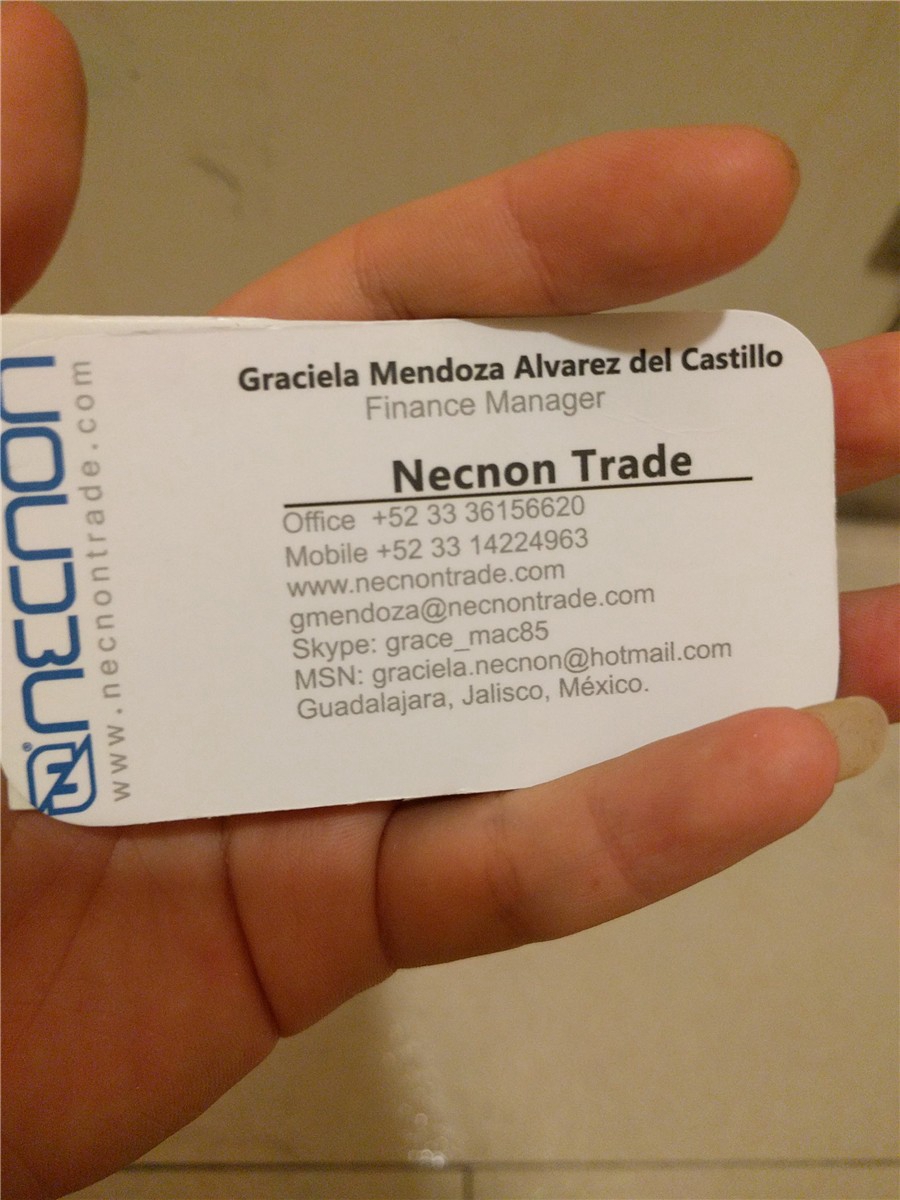 Graciela Mendoza Alvarez del Castillo
Finance Manager
Necnon Trade
Office +52 33 36156620
Mobile +52 33 14224963
www.necnontrade.com
gmendoza@necnontrade.com
Skype: grace_mac85
MSN: graciela.necnon@hotmail.com
Guadalajara, Jalisco, México.
necnon
www.necnontrade.com